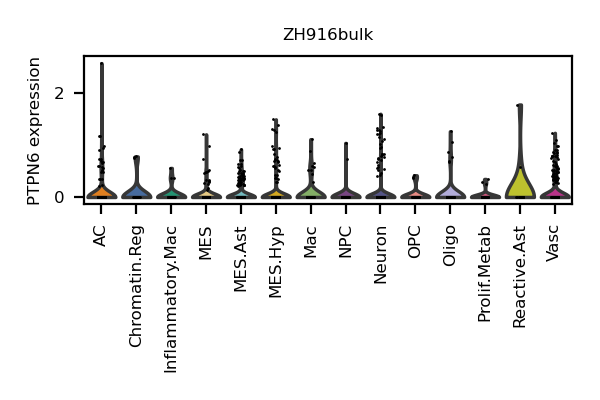 ZH916bulk
PTPN6 expression
2
0
AC
Chromatin.Reg
Inflammatory.Mac
MES
MES.Ast
MES.Hyp
Mac
NPC
Neuron
OPC
Oligo
Prolif.Metab
Reactive.Ast
Vasc